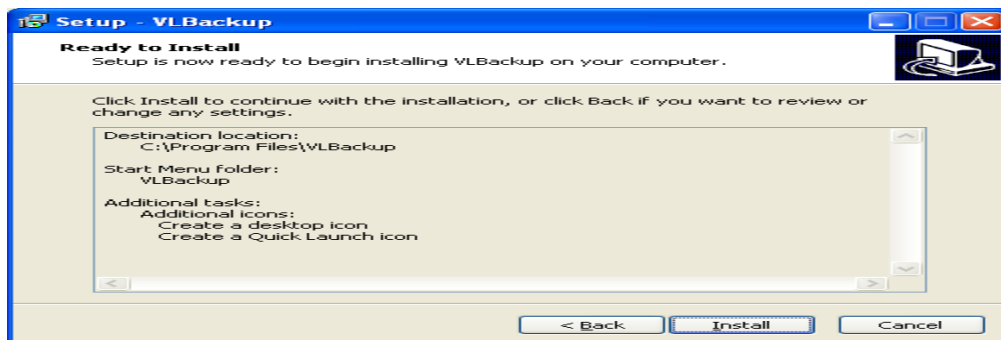 Setup - VLBackup
Ready to Install
Setup is now ready to begin installing VLBackup on your computer.
Click Install to continue with the installation, or click Back if you want to review or
change any settings.
Destination location:
C:\Program Files\VLBackup
Start Menu folder:
VLBackup
Additional tasks:
Additional icons:
Create a desktop icon
Create a Quick Launch icon
< Back
Install
Cancel